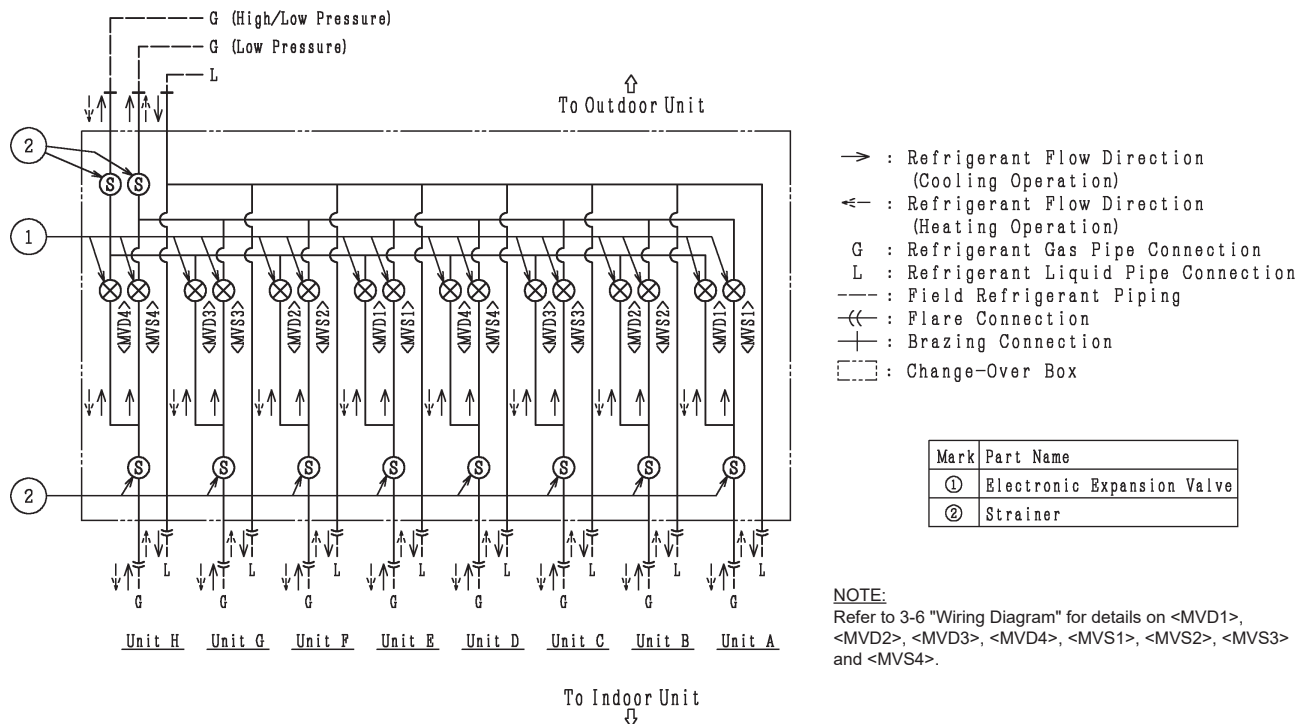 G (High/Low Pressure)
G (Low Pressure)
L
To Outdoor Unit
2
S S
1
<MVD4> <MVS4> <MVD3> <MVS3> <MVD2> <MVS2> <MVD1> <MVS1> <MVD4> <MVS4> <MVD3> <MVS3> <MVD2> <MVS2> <MVD1> <MVS1>
S S S S S S S S
2
L L L L L L L L
G G G G G G G G
Unit H Unit G Unit F Unit E Unit D Unit C Unit B Unit A
To Indoor Unit
: Refrigerant Flow Direction
(Cooling Operation)
: Refrigerant Flow Direction
(Heating Operation)
G : Refrigerant Gas Pipe Connection
L : Refrigerant Liquid Pipe Connection
: Field Refrigerant Piping
: Flare Connection
: Brazing Connection
: Change-Over Box
Mark Part Name
① Electronic Expansion Valve
② Strainer
NOTE:
Refer to 3-6 "Wiring Diagram" for details on <MVD1>,
<MVD2>, <MVD3>, <MVD4>, <MVS1>, <MVS2>, <MVS3>
and <MVS4>.